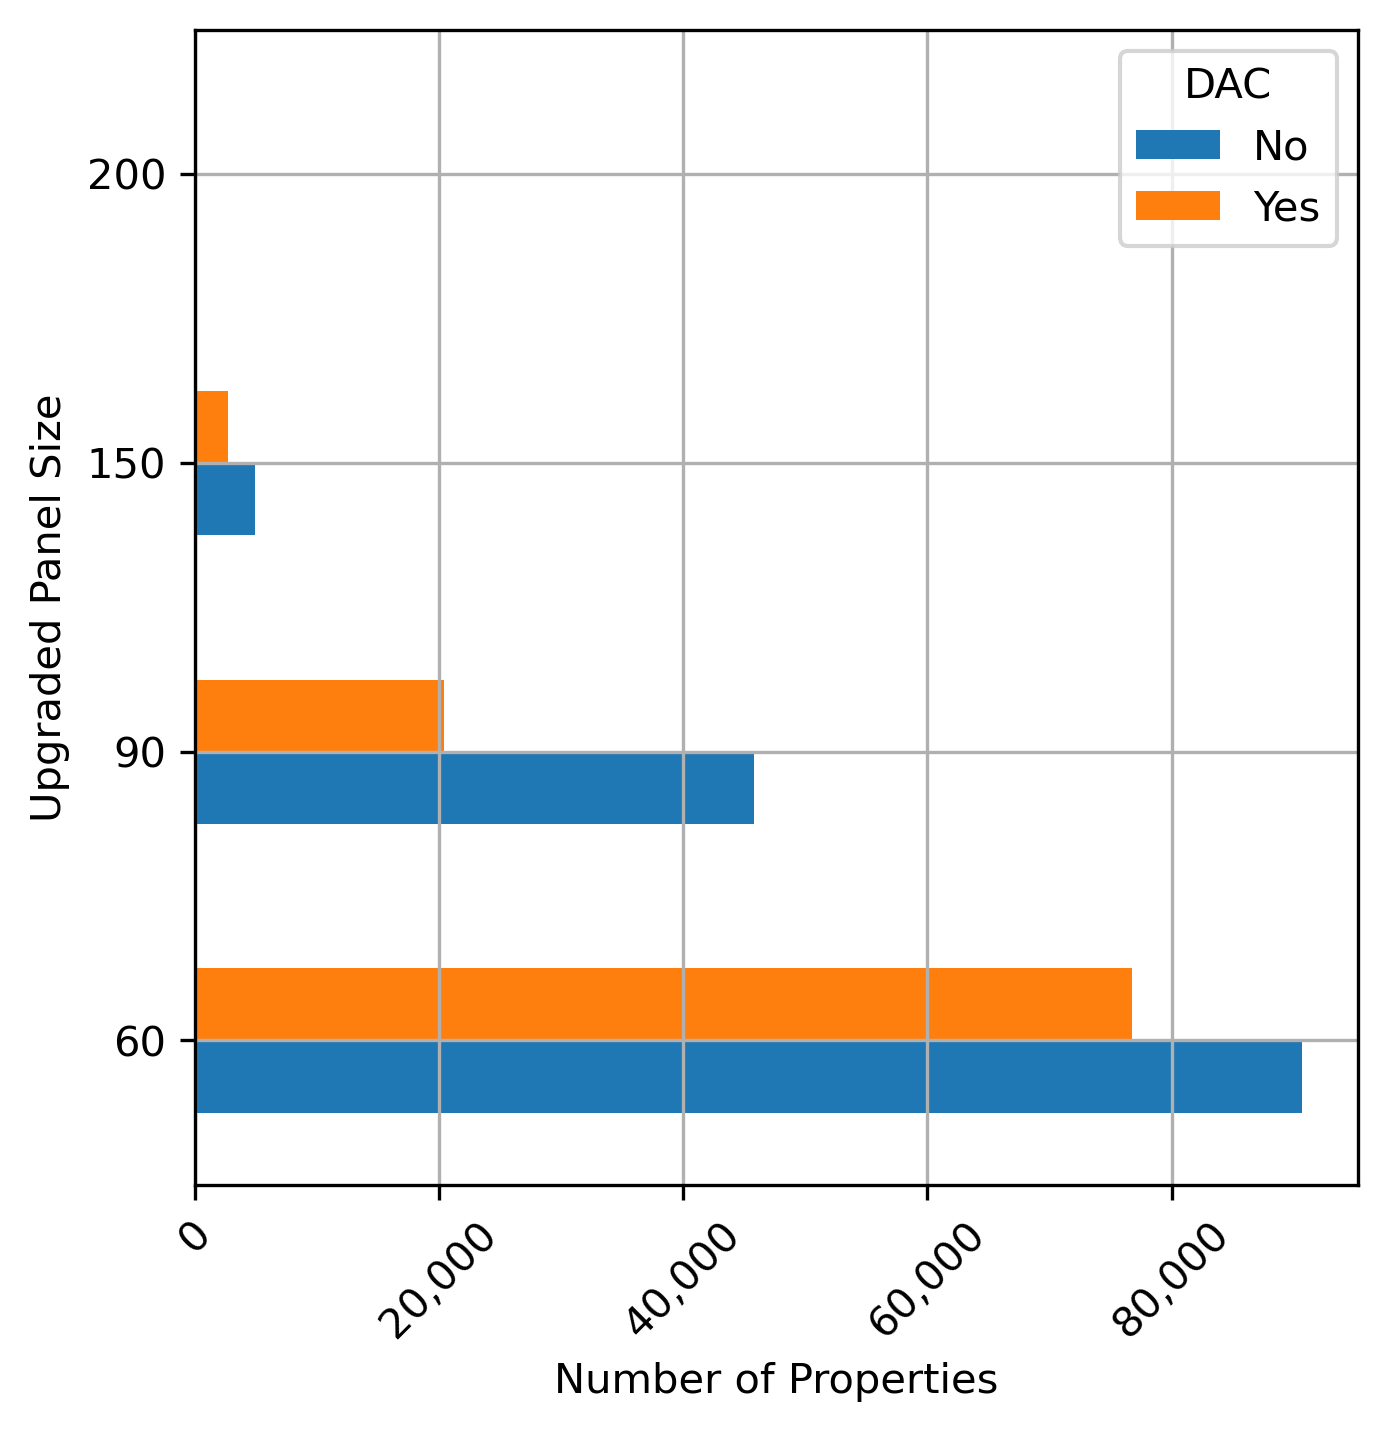 DAC
No
Yes
200
150
90
60
Upgraded Panel Size
0
20,000
40,000
60,000
80,000
Number of Properties